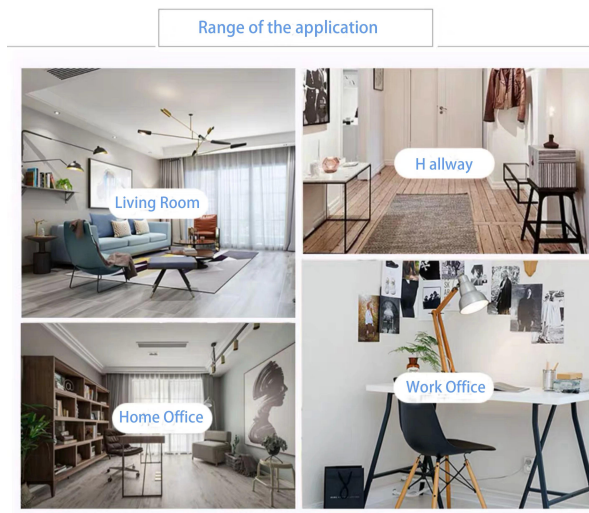 Range of the application
Living Room
H allway
Home Office
Work Office